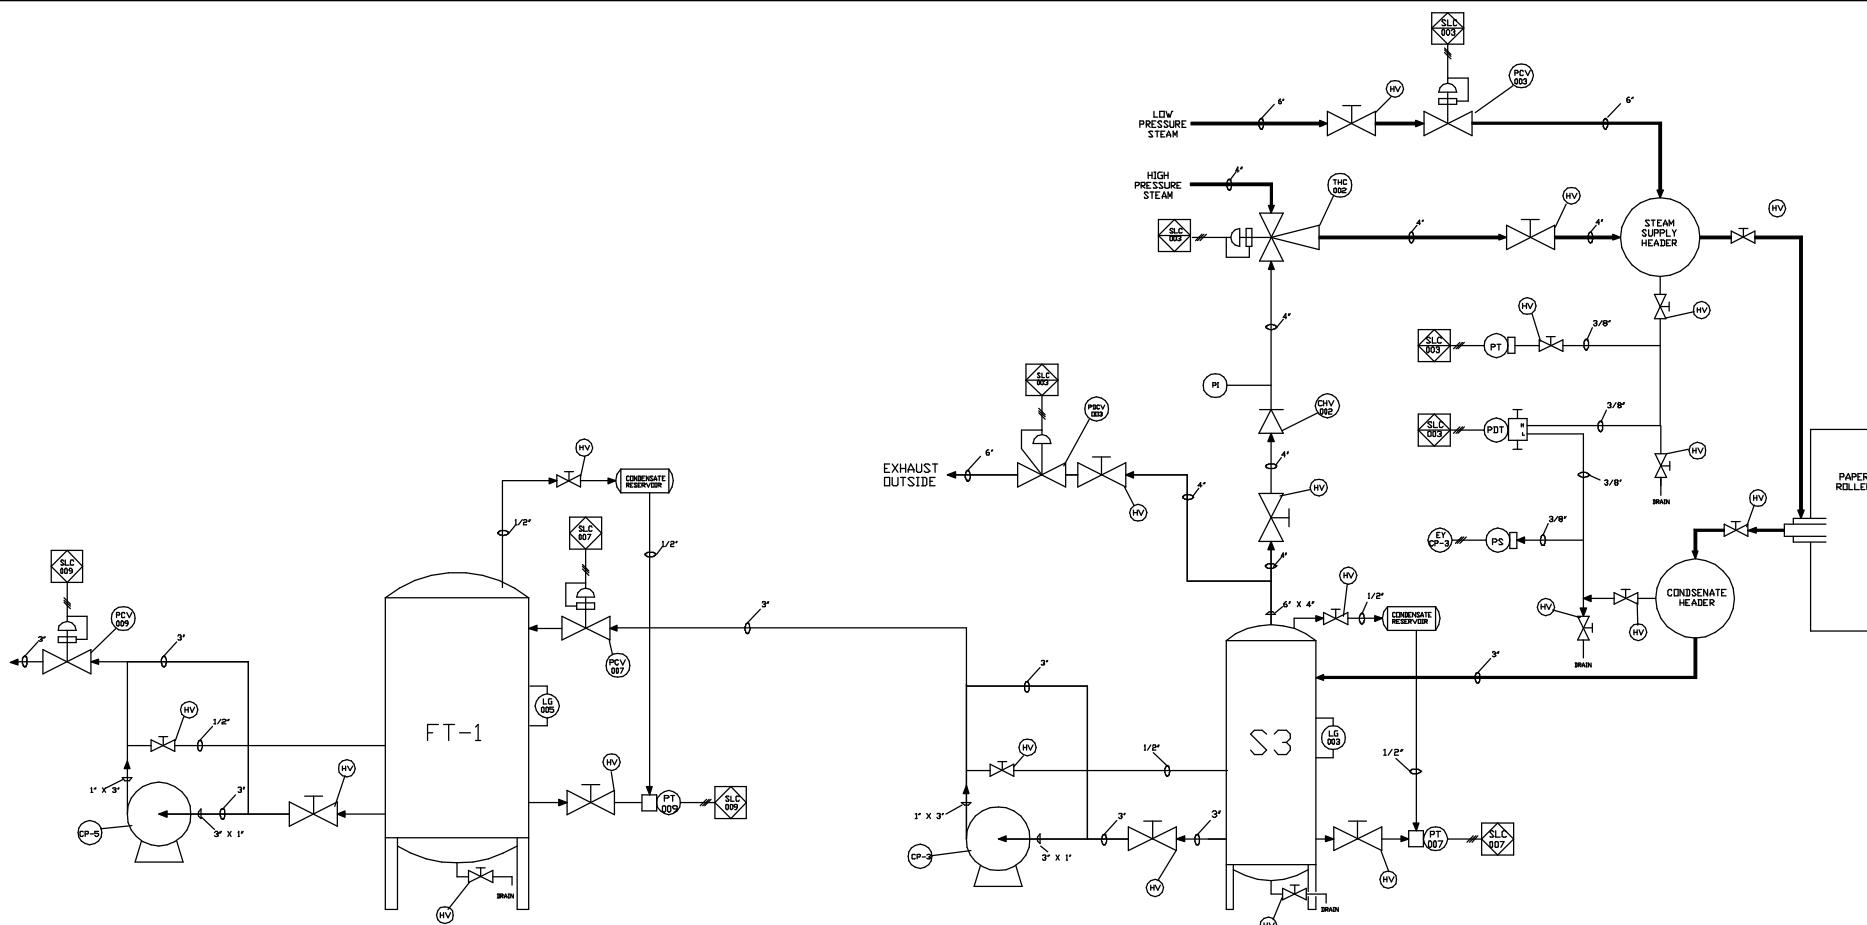 SLC
003
PCV
003
HV
6"
6"
LOW
PRESSURE
STEAM
HIGH
PRESSURE
STEAM
4"
THC
002
SLC
003
4"
HV
4"
STEAM
SUPPLY
HEADER
HV
HV
HV
3/8"
SLC
003
PT
4"
PI
CHV
002
SLC
003
PDCV
003
6"
EXHAUST
OUTSIDE
HV
4"
4"
HV
4"
3/8"
SLC
003
PDT
H
L
HV
3/8"
DRAIN
PAPER
HV
EY
CP-3
PS
3/8"
CONDSENATE
HEADER
HV
HV
DRAIN
HV
CONDENSATE
RESERVOIR
1/2"
SLC
007
1/2"
SLC
009
PCV
009
3"
3"
PCV
007
3"
6" X 4"
HV
1/2"
CONDENSATE
RESERVOIR
3"
LG
005
FT-1
HV
1/2"
1" X 3"
HV
3"
3" X 1"
CP-5
HV
PT
009
SLC
009
HV
DRAIN
3"
HV
1/2"
1" X 3"
CP-3
3"
3" X 1"
3"
HV
S3
LG
003
1/2"
PT
007
SLC
007
HV
HV
DRAIN